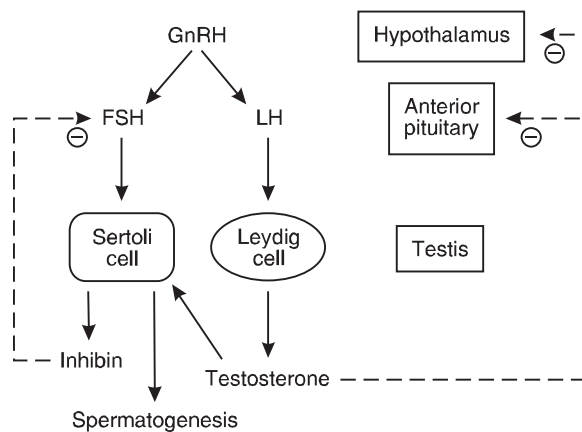 GnRH
Hypothalamus
FSH
LH
Anterior
pituitary
Sertoli
cell
Leydig
cell
Testis
Inhibin
Testosterone
Spermatogenesis